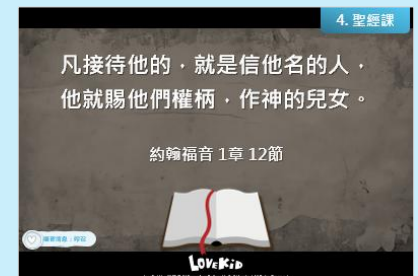 4. 聖經課
凡接待他的，就是信他名的人，
他就賜他們權柄，作神的兒女。
約翰福音 1章 12節
LOVEKID